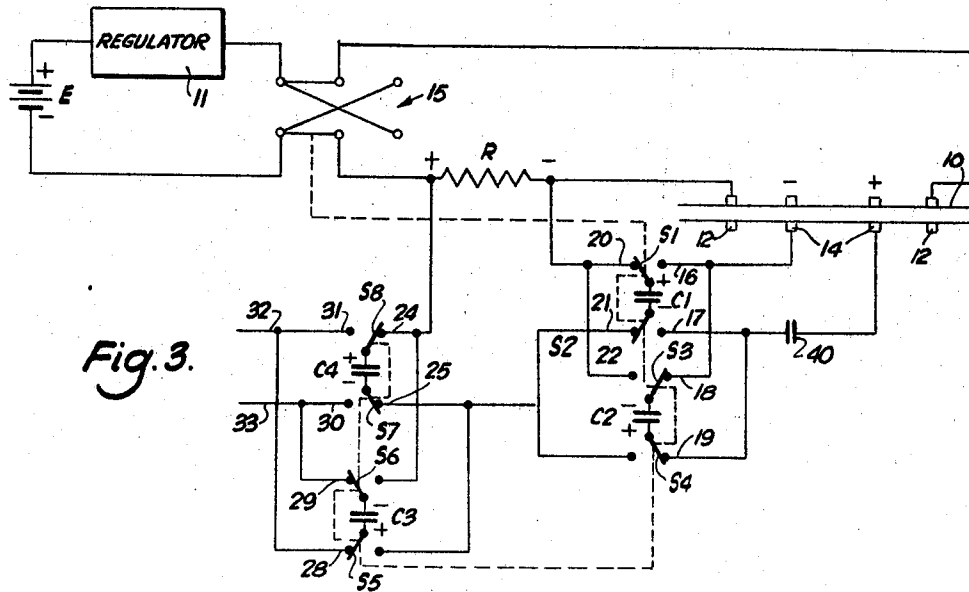 REGULATOR
11
+
E
-
15
+ R -
10
- +
12
14
12
20
S1
16
+
C1
-
21
17
S2
22
S3
40
18
-
C2
+
19
S4
32
31
S8
24
+
C4
-
25
33
30
S7
S6
29
-
C3
+
28
S5
Fig. 3.